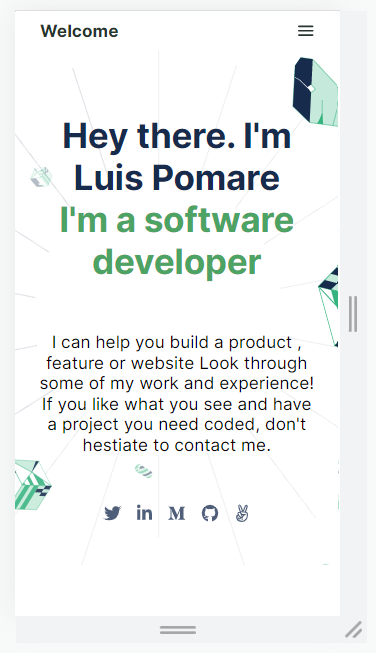 Welcome
Hey there. I'm
Luis Pomare
I'm a software
developer
I can help you build a product ,
feature or website Look through
some of my work and experience!
If you like what you see and have
a project you need coded, don't
hestiate to contact me.